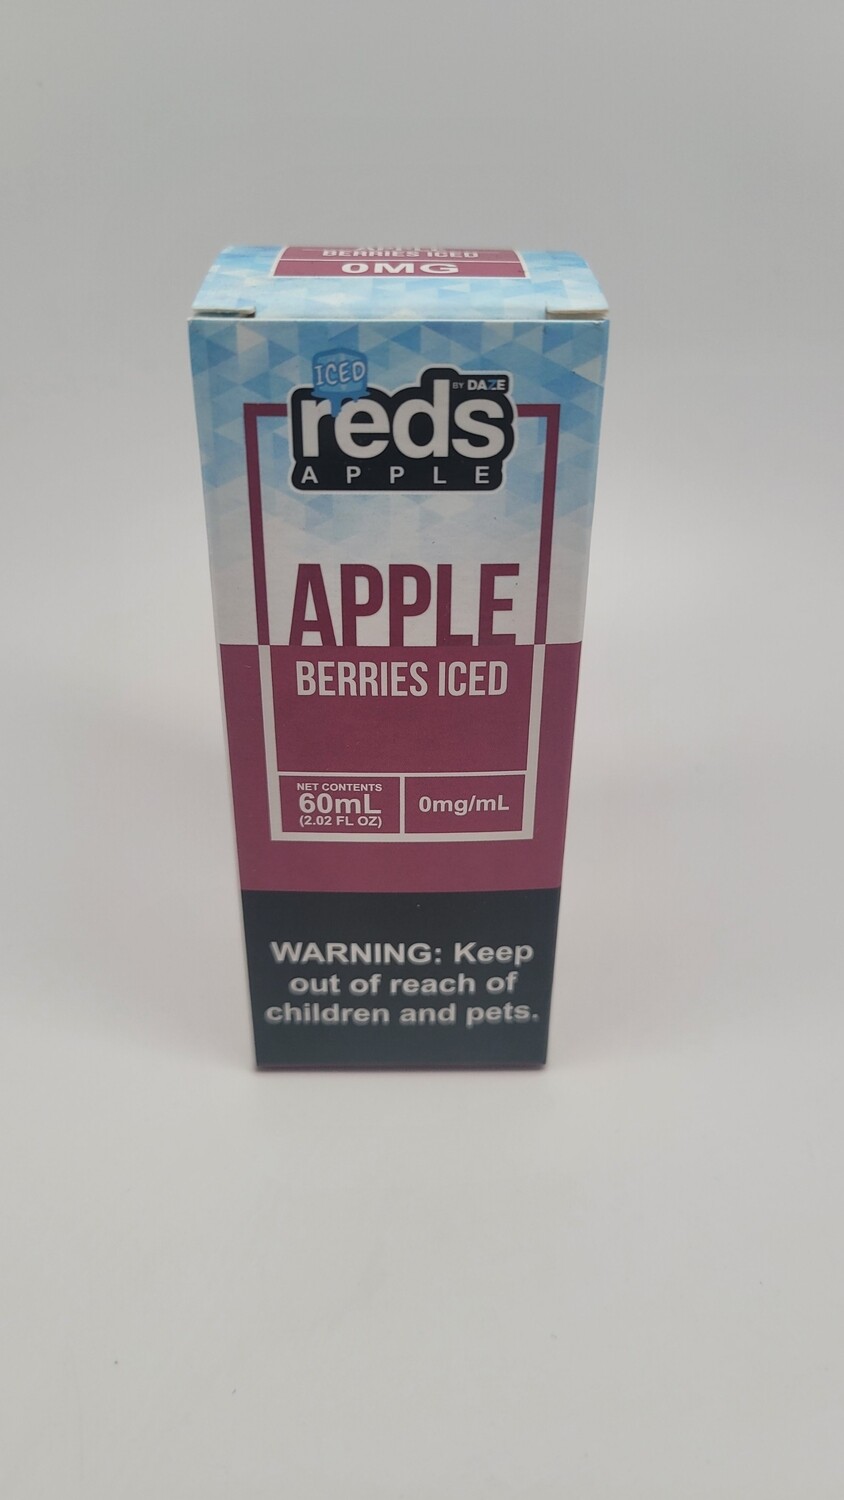 APPLE
BERRIES ICED
0MG
ICED
reds
BY DAZE
APPLE
APPLE
BERRIES ICED
NET CONTENTS
60mL
(2.02 FL OZ)
0mg/mL
WARNING: Keep
out of reach of
children and pets.